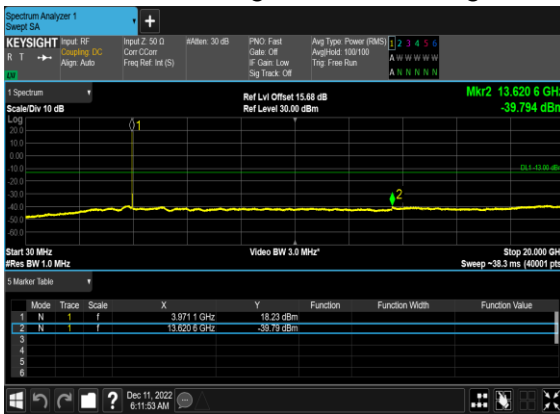 Spectrum Analyzer 1
Swept SA
KEYSIGHT Input: RF Input Z: 50 Ω #Atten: 30 dB PNO: Fast Avg Type: Power (RMS) 1 2 3 4 5 6
R T Coupling: DC Corr CCorr Gate: Off Avg|Hold: 100/100 A W W W W W
Align: Auto Freq Ref: Int (S) IF Gain: Low Trig: Free Run
Sig Track: Off A N N N N N
1 Spectrum Ref Lvl Offset 15.68 dB Mkr2 13.620 6 GHz
Scale/Div 10 dB Ref Level 30.00 dBm -39.794 dBm
Log
20.0
10.0
0.00
-10.0
-20.0
-30.0
-40.0
-50.0
-60.0
1
2
DL1 -13.00 dBm
Start 30 MHz Video BW 3.0 MHz* Stop 20.000 GH
#Res BW 1.0 MHz Sweep ~38.3 ms (40001 pts
5 Marker Table
Mode Trace Scale X Y Function Function Width Function Value
1 N 1 f 3.971 1 GHz 18.23 dBm
2 N 1 f 13.620 6 GHz -39.79 dBm
3
4
5
6
Dec 11, 2022
6:11:53 AM